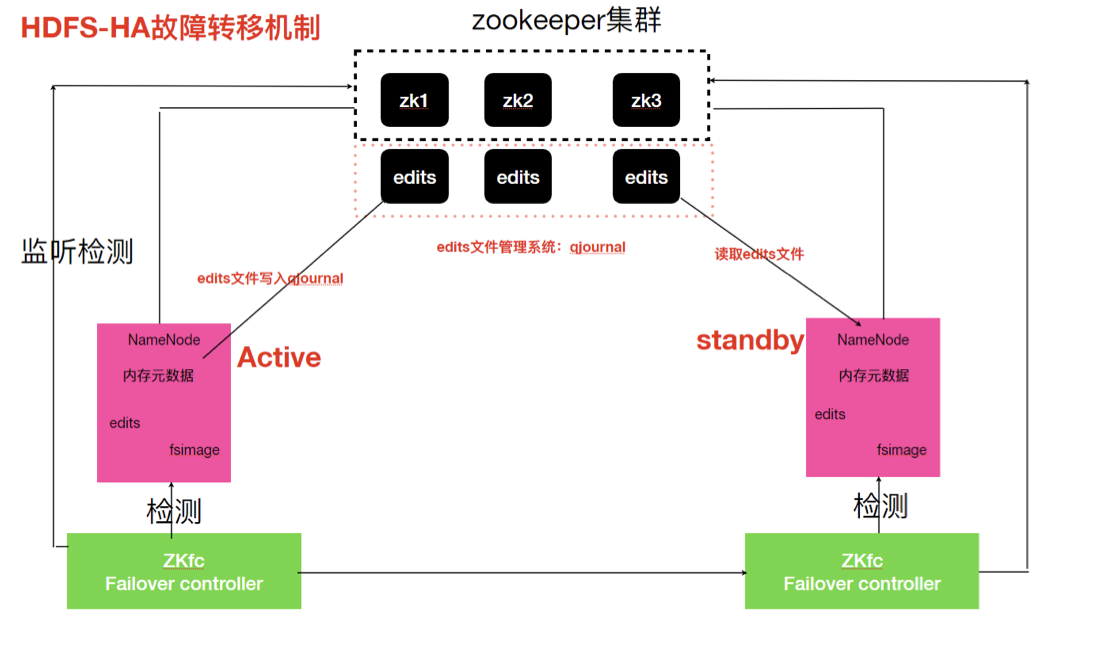 HDFS-HA故障转移机制
zookeeper集群
zk1
zk2
zk3
edits
edits
edits
edits文件管理系统：qjournal
监听检测
edits文件写入qjournal
读取edits文件
NameNode
内存元数据
edits
fsimage
Active
standby
NameNode
内存元数据
edits
fsimage
检测
检测
ZKfc
Failover controller
ZKfc
Failover controller